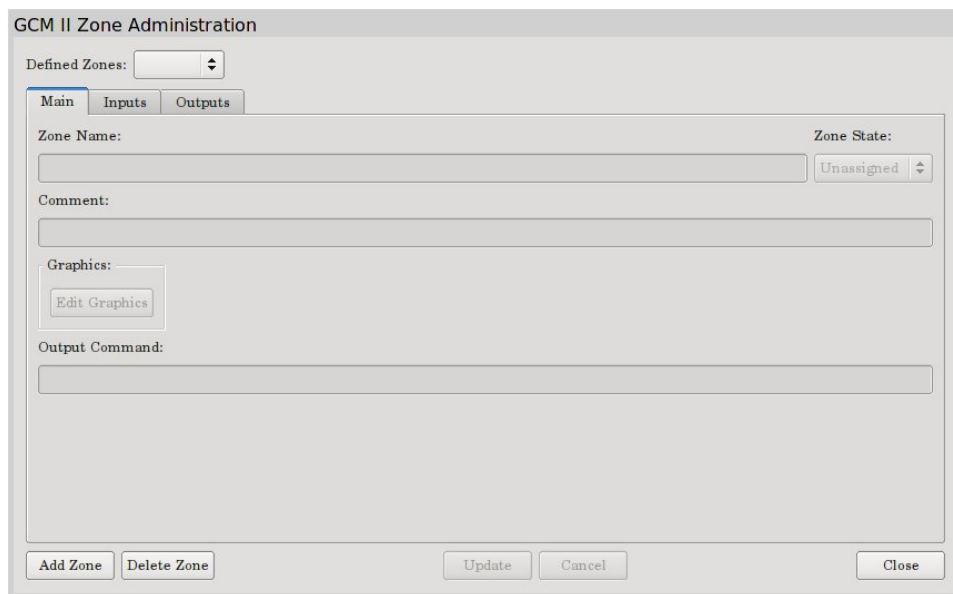 GCM II Zone Administration
Defined Zones:
Main Inputs Outputs
Zone Name: Zone State:
Unassigned
Comment:
Graphics:
Edit Graphics
Output Command:
Add Zone Delete Zone Update Cancel Close